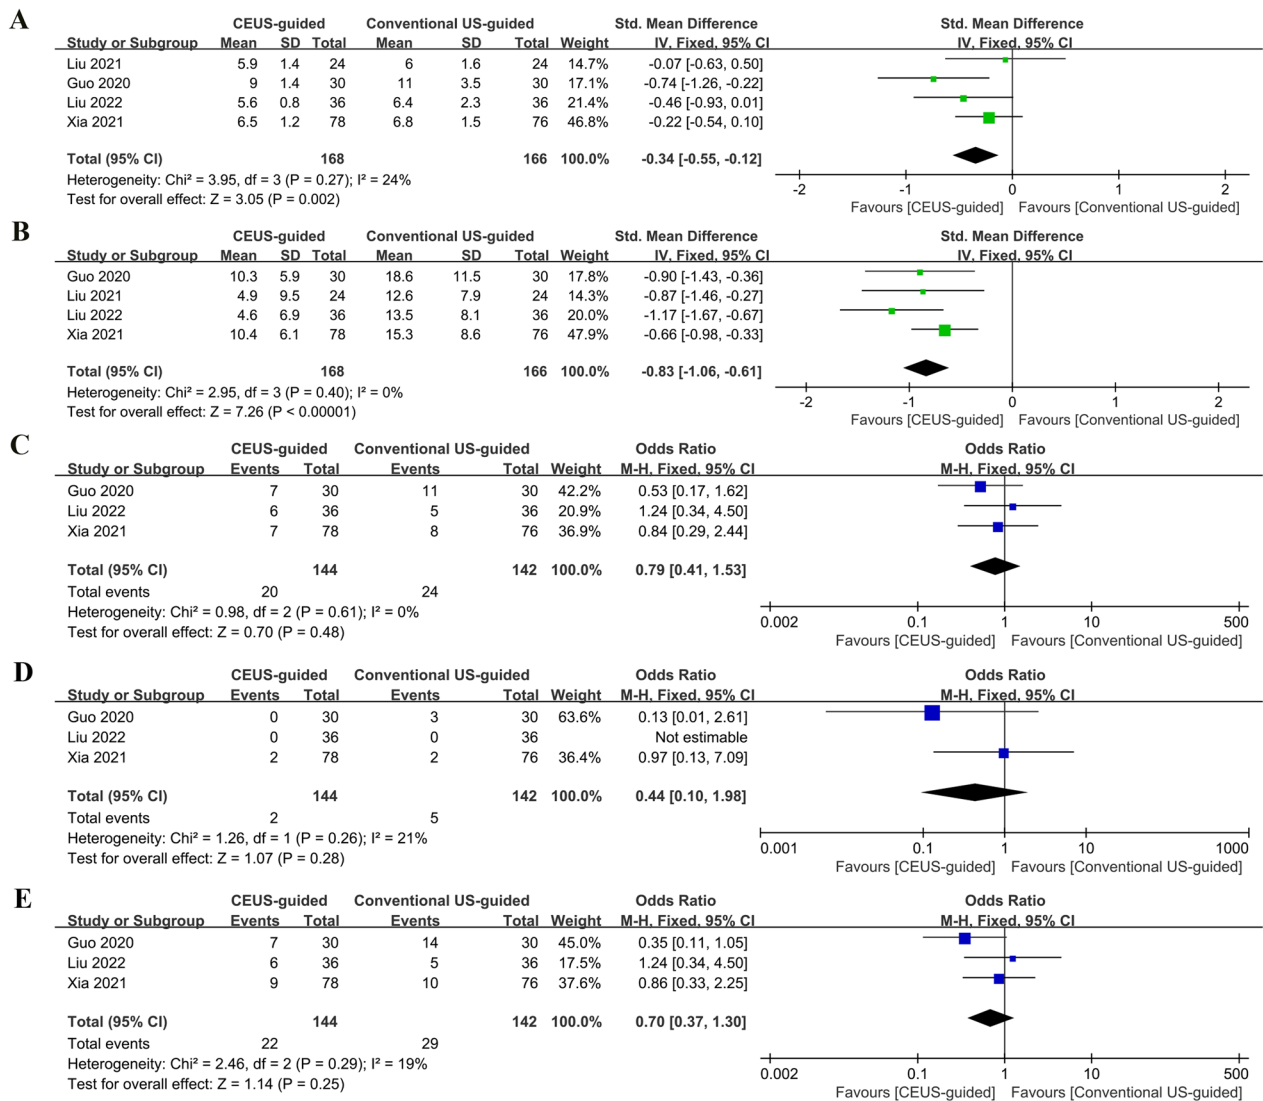 A
CEUS-guided Conventional US-guided Std. Mean Difference Std. Mean Difference
Study or Subgroup Mean SD Total Mean SD Total Weight IV, Fixed, 95% CI IV, Fixed, 95% CI
Liu 2021 5.9 1.4 24 6 1.6 24 14.7% -0.07 [-0.63, 0.50]
Guo 2020 9 1.4 30 11 3.5 30 17.1% -0.74 [-1.26, -0.22]
Liu 2022 5.6 0.8 36 6.4 2.3 36 21.4% -0.46 [-0.93, 0.01]
Xia 2021 6.5 1.2 78 6.8 1.5 76 46.8% -0.22 [-0.54, 0.10]
Total (95% CI) 168 166 100.0% -0.34 [-0.55, -0.12]
Heterogeneity: Chi² = 3.95, df = 3 (P = 0.27); I² = 24%
Test for overall effect: Z = 3.05 (P = 0.002)
-2 -1 0 1 2
Favours [CEUS-guided] Favours [Conventional US-guided]
B
CEUS-guided Conventional US-guided Std. Mean Difference Std. Mean Difference
Study or Subgroup Mean SD Total Mean SD Total Weight IV, Fixed, 95% CI IV, Fixed, 95% CI
Guo 2020 10.3 5.9 30 18.6 11.5 30 17.8% -0.90 [-1.43, -0.36]
Liu 2021 4.9 9.5 24 12.6 7.9 24 14.3% -0.87 [-1.46, -0.27]
Liu 2022 4.6 6.9 36 13.5 8.1 36 20.0% -1.17 [-1.67, -0.67]
Xia 2021 10.4 6.1 78 15.3 8.6 76 47.9% -0.66 [-0.98, -0.33]
Total (95% CI) 168 166 100.0% -0.83 [-1.06, -0.61]
Heterogeneity: Chi² = 2.95, df = 3 (P = 0.40); I² = 0%
Test for overall effect: Z = 7.26 (P < 0.00001)
-2 -1 0 1 2
Favours [CEUS-guided] Favours [Conventional US-guided]
C
CEUS-guided Conventional US-guided Odds Ratio Odds Ratio
Study or Subgroup Events Total Events Total Weight M-H, Fixed, 95% CI M-H, Fixed, 95% CI
Guo 2020 7 30 11 30 42.2% 0.53 [0.17, 1.62]
Liu 2022 6 36 5 36 20.9% 1.24 [0.34, 4.50]
Xia 2021 7 78 8 76 36.9% 0.84 [0.29, 2.44]
Total (95% CI) 144 142 100.0% 0.79 [0.41, 1.53]
Total events 20 24
Heterogeneity: Chi² = 0.98, df = 2 (P = 0.61); I² = 0%
Test for overall effect: Z = 0.70 (P = 0.48)
0.002 0.1 1 10 500
Favours [CEUS-guided] Favours [Conventional US-guided]
D
CEUS-guided Conventional US-guided Odds Ratio Odds Ratio
Study or Subgroup Events Total Events Total Weight M-H, Fixed, 95% CI M-H, Fixed, 95% CI
Guo 2020 0 30 3 30 63.6% 0.13 [0.01, 2.61]
Liu 2022 0 36 0 36 Not estimable
Xia 2021 2 78 2 76 36.4% 0.97 [0.13, 7.09]
Total (95% CI) 144 142 100.0% 0.44 [0.10, 1.98]
Total events 2 5
Heterogeneity: Chi² = 1.26, df = 1 (P = 0.26); I² = 21%
Test for overall effect: Z = 1.07 (P = 0.28)
0.001 0.1 1 10 1000
Favours [CEUS-guided] Favours [Conventional US-guided]
E
CEUS-guided Conventional US-guided Odds Ratio Odds Ratio
Study or Subgroup Events Total Events Total Weight M-H, Fixed, 95% CI M-H, Fixed, 95% CI
Guo 2020 7 30 14 30 45.0% 0.35 [0.11, 1.05]
Liu 2022 6 36 5 36 17.5% 1.24 [0.34, 4.50]
Xia 2021 9 78 10 76 37.6% 0.86 [0.33, 2.25]
Total (95% CI) 144 142 100.0% 0.70 [0.37, 1.30]
Total events 22 29
Heterogeneity: Chi² = 2.46, df = 2 (P = 0.29); I² = 19%
Test for overall effect: Z = 1.14 (P = 0.25)
0.002 0.1 1 10 500
Favours [CEUS-guided] Favours [Conventional US-guided]